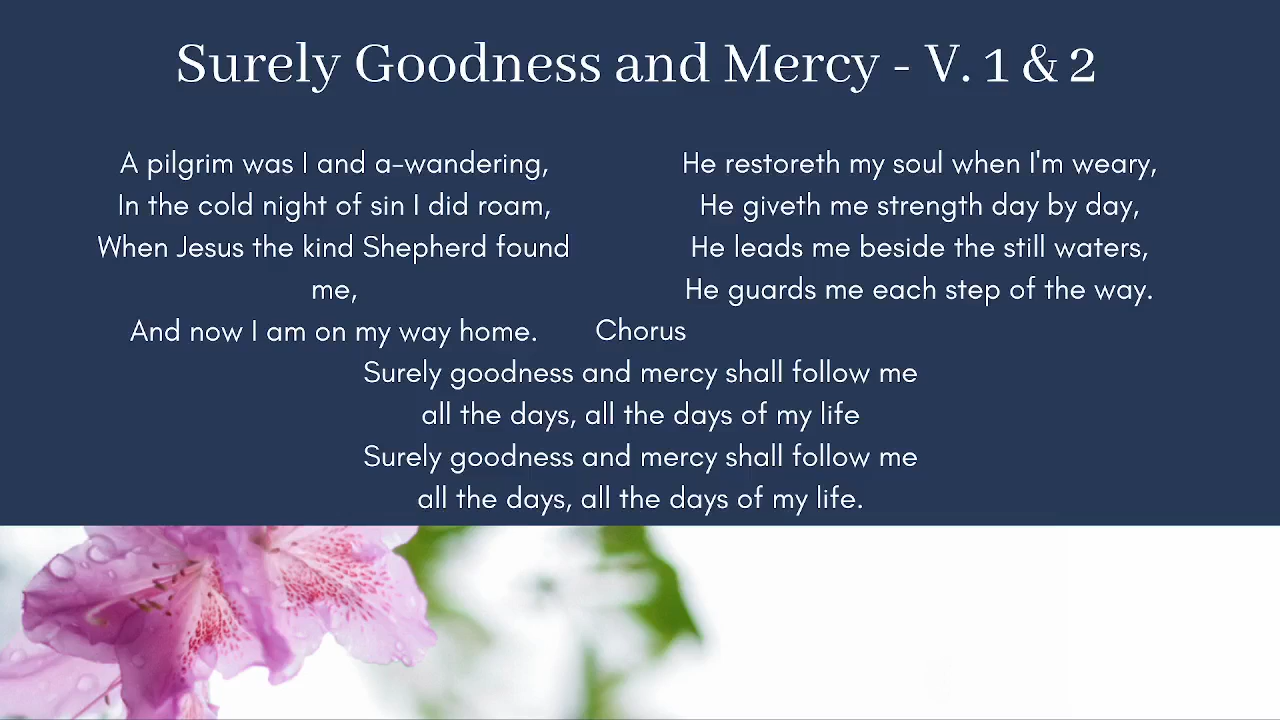 Surely Goodness and Mercy - V. 1 & 2
A pilgrim was I and a-wandering,
In the cold night of sin I did roam,
When Jesus the kind Shepherd found
me,
And now I am on my way home.
He restoreth my soul when I'm weary,
He giveth me strength day by day,
He leads me beside the still waters,
He guards me each step of the way.
Chorus
Surely goodness and mercy shall follow me
all the days, all the days of my life
Surely goodness and mercy shall follow me
all the days, all the days of my life.